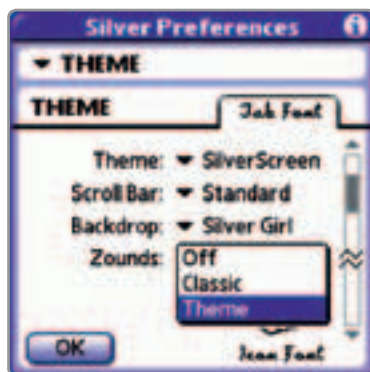 Silver Preferences
THEME
THEME
Tab Font
Theme: SilverScreen
Scroll Bar: Standard
Backdrop: Silver Girl
Zounds: Off
Classic
Theme
OK
Icon Font